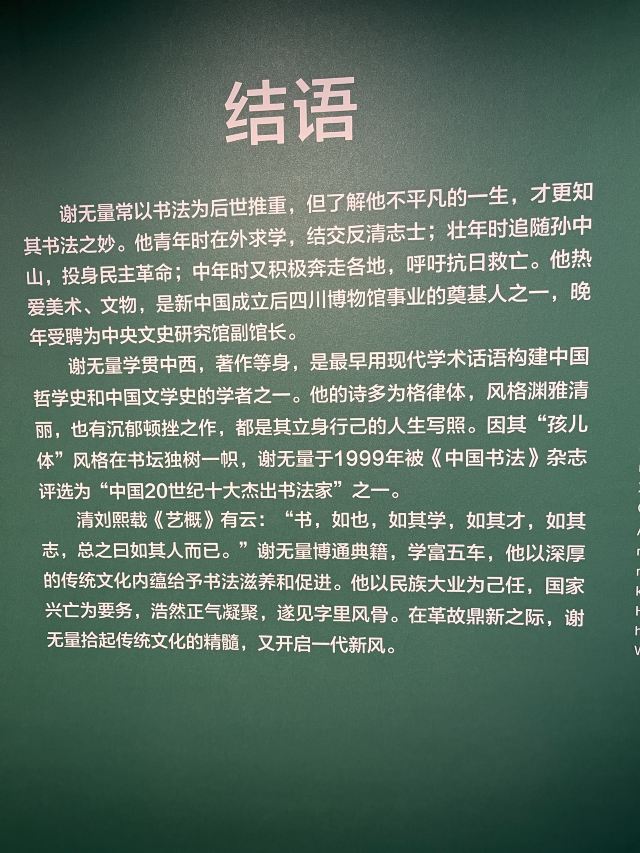 结语
谢无量常以书法为后世推重，但了解他不平凡的一生，才更知
其书法之妙。他青年时在外求学，结交反清志士；壮年时追随孙中
山，投身民主革命；中年时又积极奔走各地，呼吁抗日救亡。他热
爱美术、文物，是新中国成立后四川博物馆事业的奠基人之一，晚
年受聘为中央文史研究馆副馆长。
谢无量学贯中西，著作等身，是最早用现代学术话语构建中国
哲学史和中国文学史的学者之一。他的诗多为格律体，风格渊雅清
丽，也有沉郁顿挫之作，都是其立身行己的人生写照。因其“孩儿
体”风格在书坛独树一帜，谢无量于1999年被《中国书法》杂志
评选为“中国20世纪十大杰出书法家”之一。
清刘熙载《艺概》有云：“书，如也，如其学，如其才，如其
志，总之曰如其人而已。”谢无量博通典籍，学富五车，他以深厚
的传统文化内蕴给予书法滋养和促进。他以民族大业为己任，国家
兴亡为要务，浩然正气凝聚，遂见字里风骨。在革故鼎新之际，谢
无量拾起传统文化的精髓，又开启一代新风。